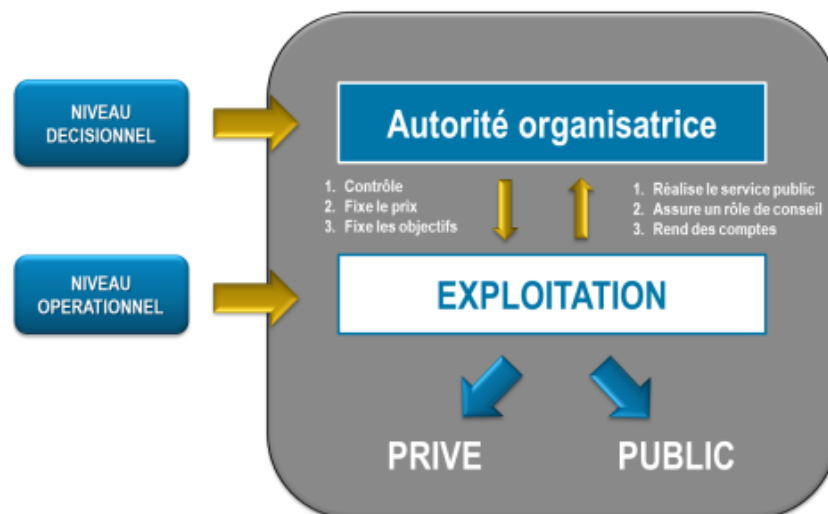 NIVEAU
DECISIONNEL
Autorité organisatrice
1. Contrôle
2. Fixe le prix
3. Fixe les objectifs
1. Réalise le service public
2. Assure un rôle de conseil
3. Rend des comptes
NIVEAU
OPERATIONNEL
EXPLOITATION
PRIVE
PUBLIC